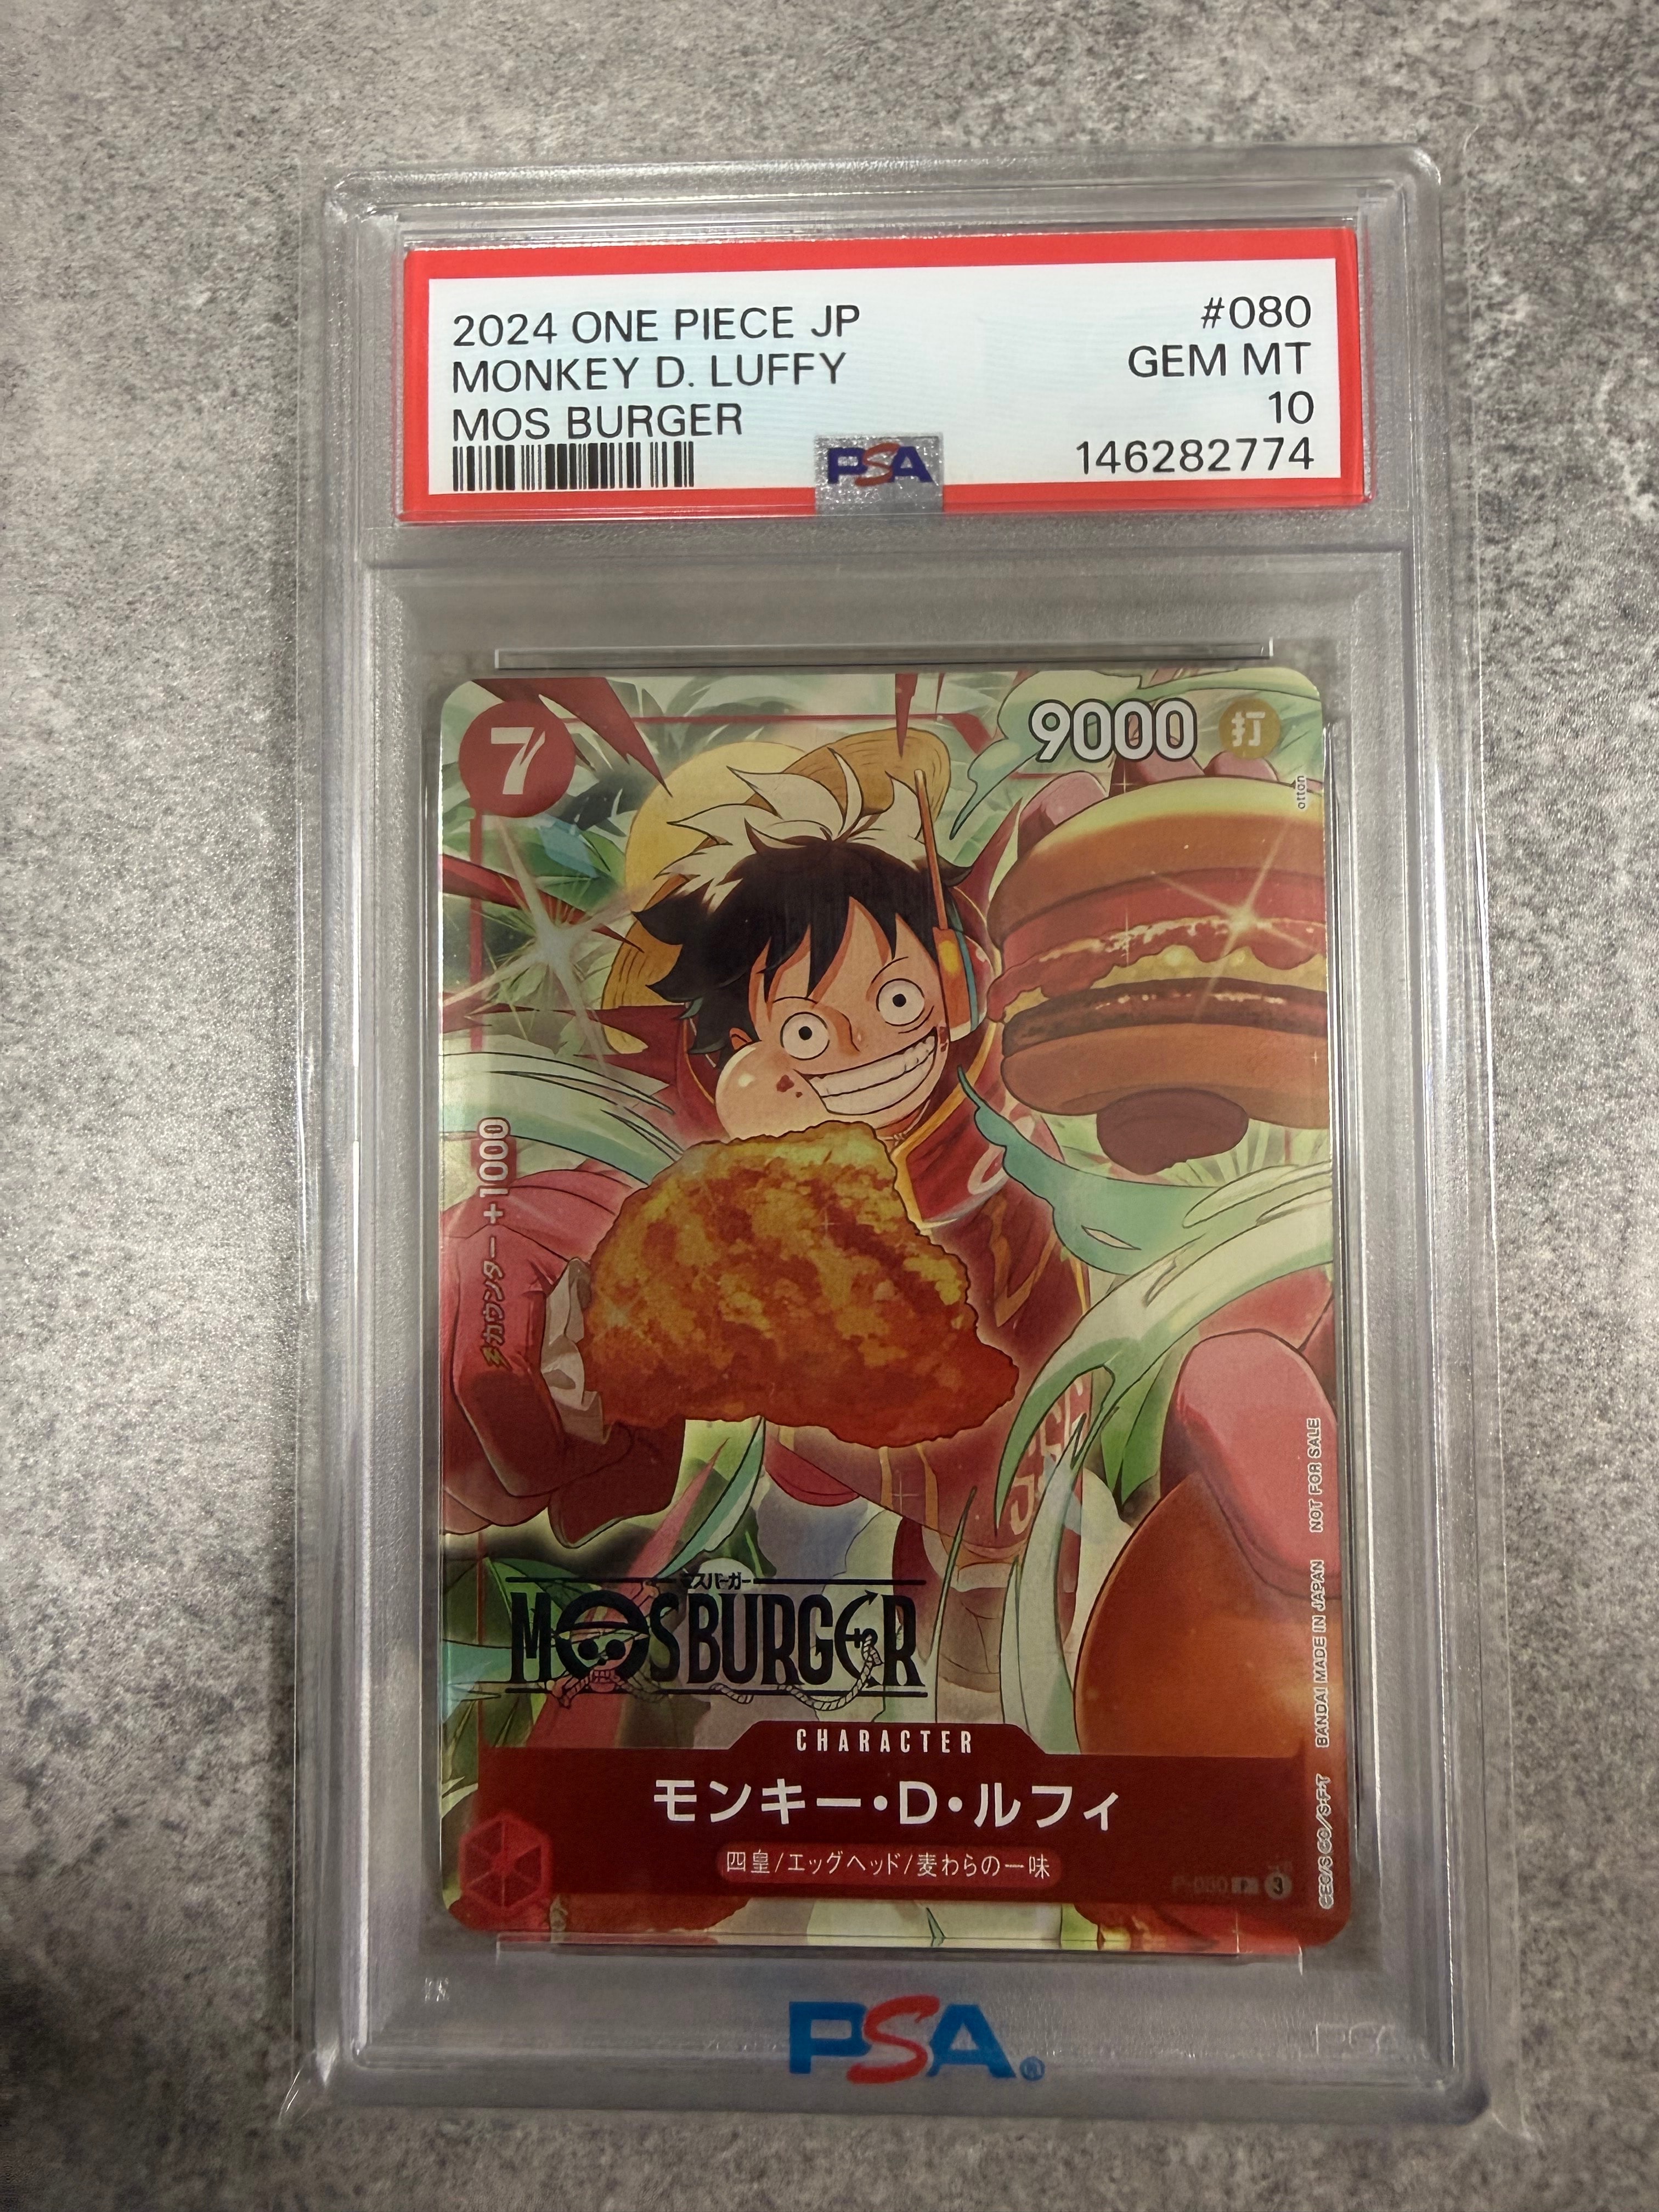 2024 ONE PIECE JP #080
MONKEY D. LUFFY GEM MT
MOS BURGER 10
PSA 146282774
7
9000 打
otton
カウンター +1000
モスバーガー
MOSBURGER
CHARACTER
モンキー・D・ルフィ
四皇/エッグヘッド/麦わらの一味
P-080
3
BANDAI MADE IN JAPAN NOT FOR SALE
PSA®